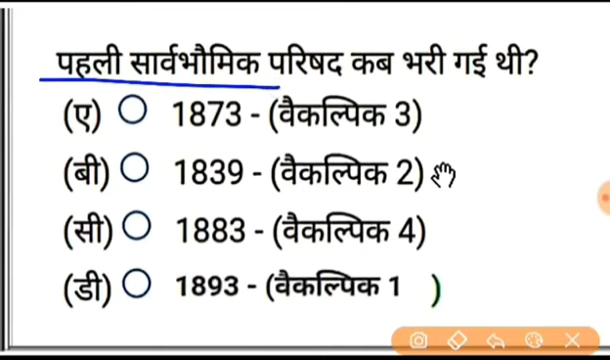 पहली सार्वभौमिक परिषद कब भरी गई थी?
(ए) 1873 - (वैकल्पिक 3)
(बी) 1839 - (वैकल्पिक 2)
(सी) 1883 - (वैकल्पिक 4)
(डी) 1893 - (वैकल्पिक 1 )